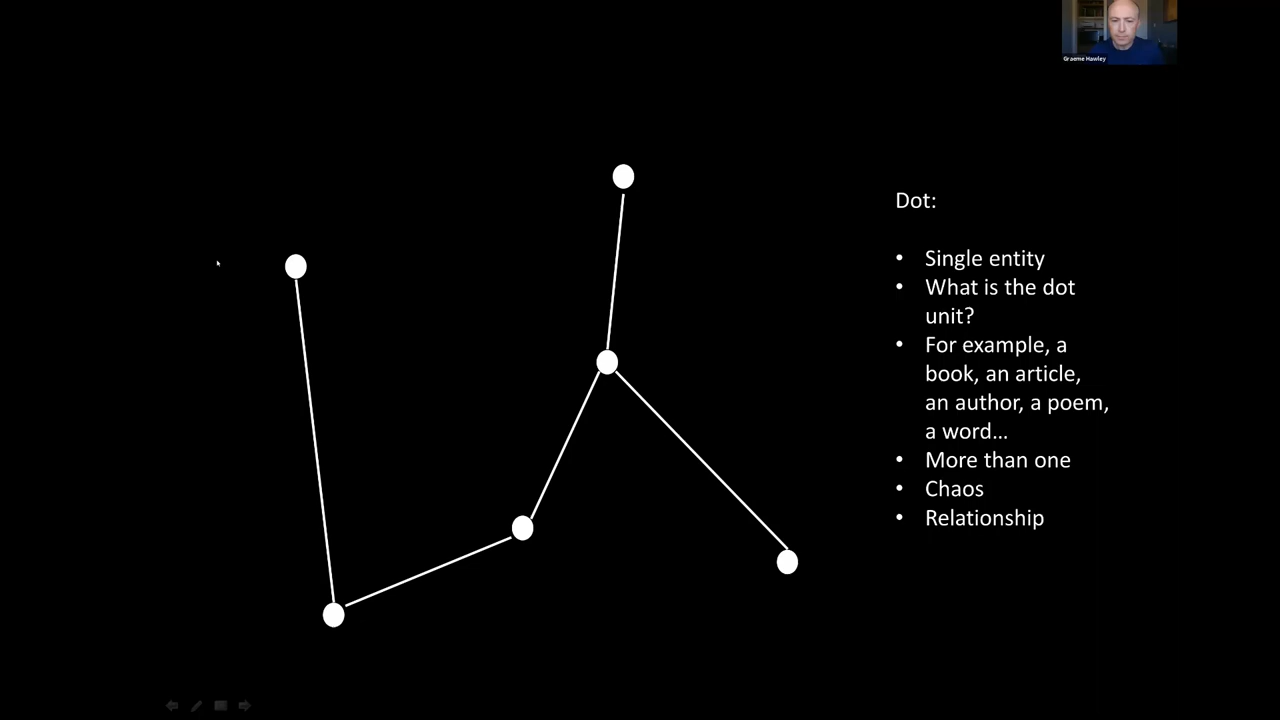 Graeme Hawley
Dot:
• Single entity
• What is the dot
unit?
• For example, a
book, an article,
an author, a poem,
a word…
• More than one
• Chaos
• Relationship